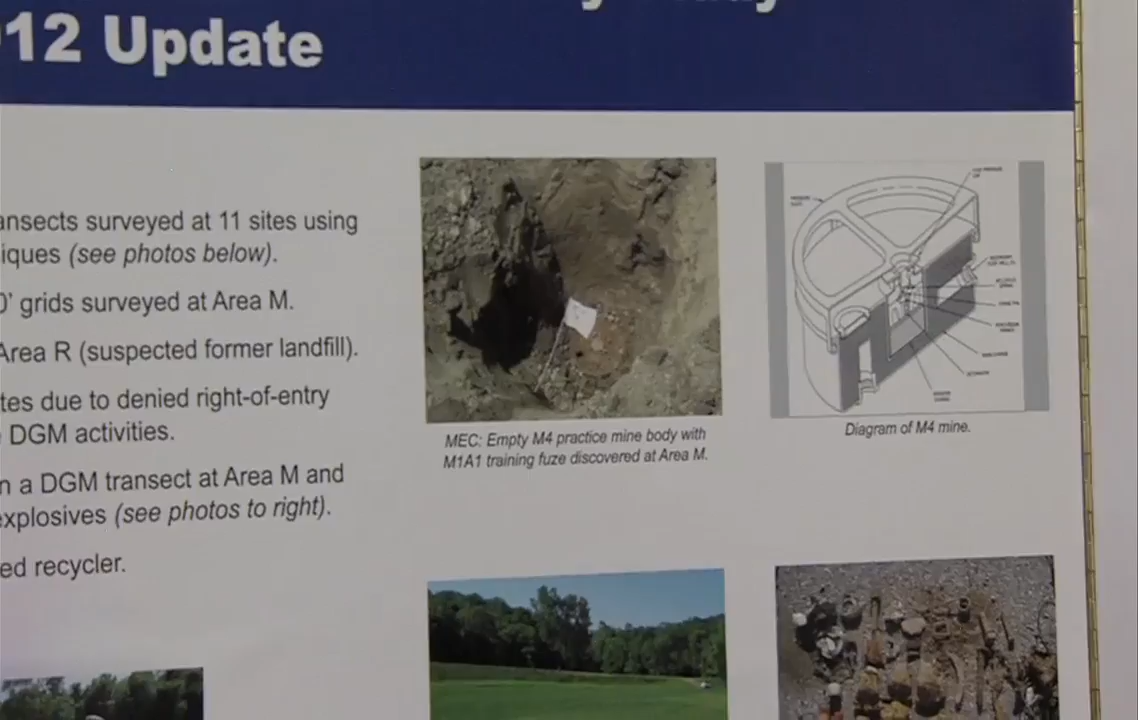 12 Update
ansects surveyed at 11 sites using
iques (see photos below).
0' grids surveyed at Area M.
Area R (suspected former landfill).
tes due to denied right-of-entry
DGM activities.
n a DGM transect at Area M and
explosives (see photos to right).
ed recycler.
MEC: Empty M4 practice mine body with
M1A1 training fuze discovered at Area M.
Diagram of M4 mine.